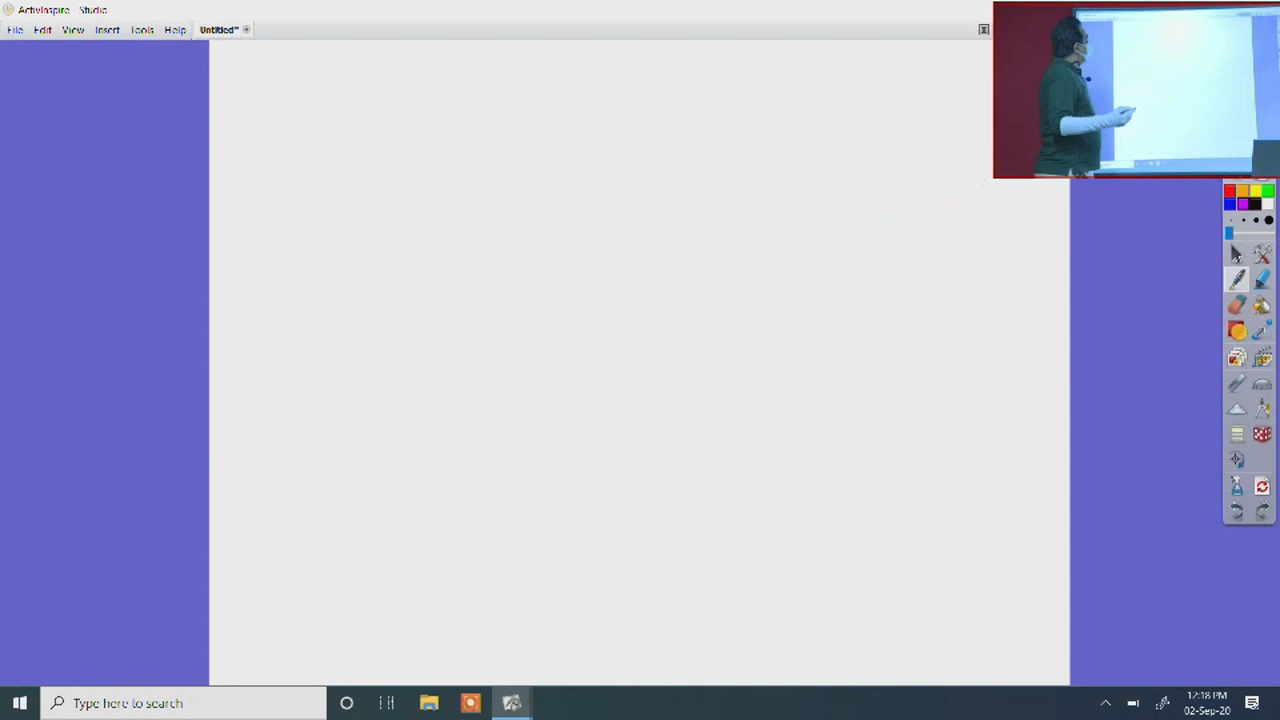 ActivInspire - Studio
File Edit View Insert Tools Help Untitled*
Type here to search
12:18 PM
02-Sep-20